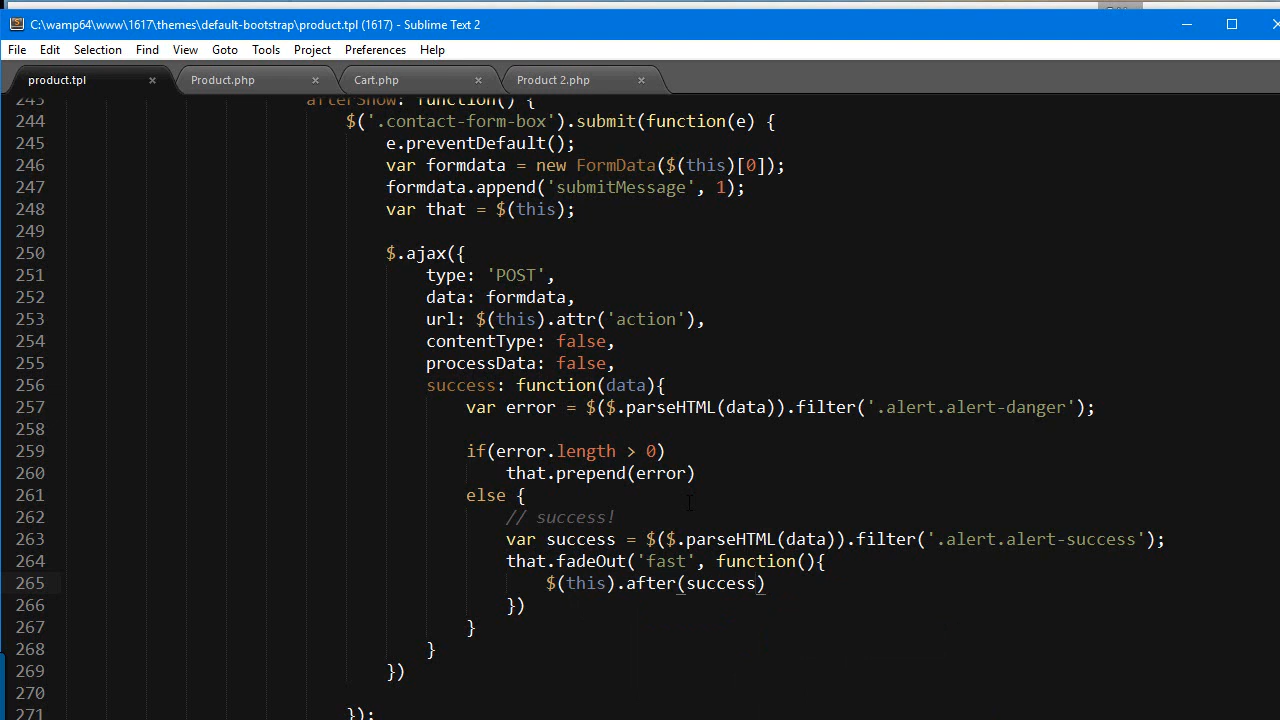 C:\wamp64\www\1617\themes\default-bootstrap\product.tpl (1617) - Sublime Text 2
File Edit Selection Find View Goto Tools Project Preferences Help
product.tpl × Product.php × Cart.php × Product 2.php ×
243 afterShow: function() {
244 $('.contact-form-box').submit(function(e) {
245 e.preventDefault();
246 var formdata = new FormData($(this)[0]);
247 formdata.append('submitMessage', 1);
248 var that = $(this);
249
250 $.ajax({
251 type: 'POST',
252 data: formdata,
253 url: $(this).attr('action'),
254 contentType: false,
255 processData: false,
256 success: function(data){
257 var error = $($.parseHTML(data)).filter('.alert.alert-danger');
258
259 if(error.length > 0)
260 that.prepend(error)
261 else {
262 // success!
263 var success = $($.parseHTML(data)).filter('.alert.alert-success');
264 that.fadeOut('fast', function(){
265 $(this).after(success)
266 })
267 }
268 }
269 })
270
271 });